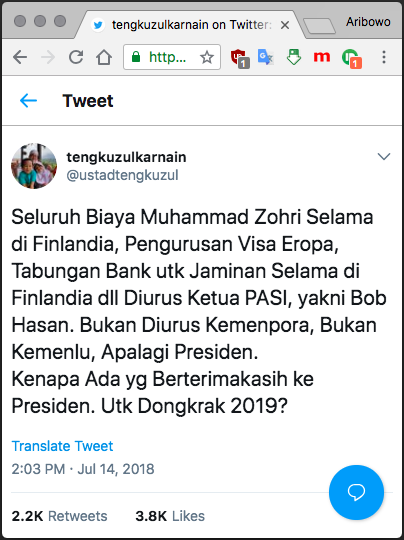 tengkuzulkarnain on Twitter:
Aribowo
http...
1
1
Tweet
tengkuzulkarnain
@ustadtengkuzul
Seluruh Biaya Muhammad Zohri Selama
di Finlandia, Pengurusan Visa Eropa,
Tabungan Bank utk Jaminan Selama di
Finlandia dll Diurus Ketua PASI, yakni Bob
Hasan. Bukan Diurus Kemenpora, Bukan
Kemenlu, Apalagi Presiden.
Kenapa Ada yg Berterimakasih ke
Presiden. Utk Dongkrak 2019?
Translate Tweet
2:03 PM · Jul 14, 2018
2.2K Retweets 3.8K Likes